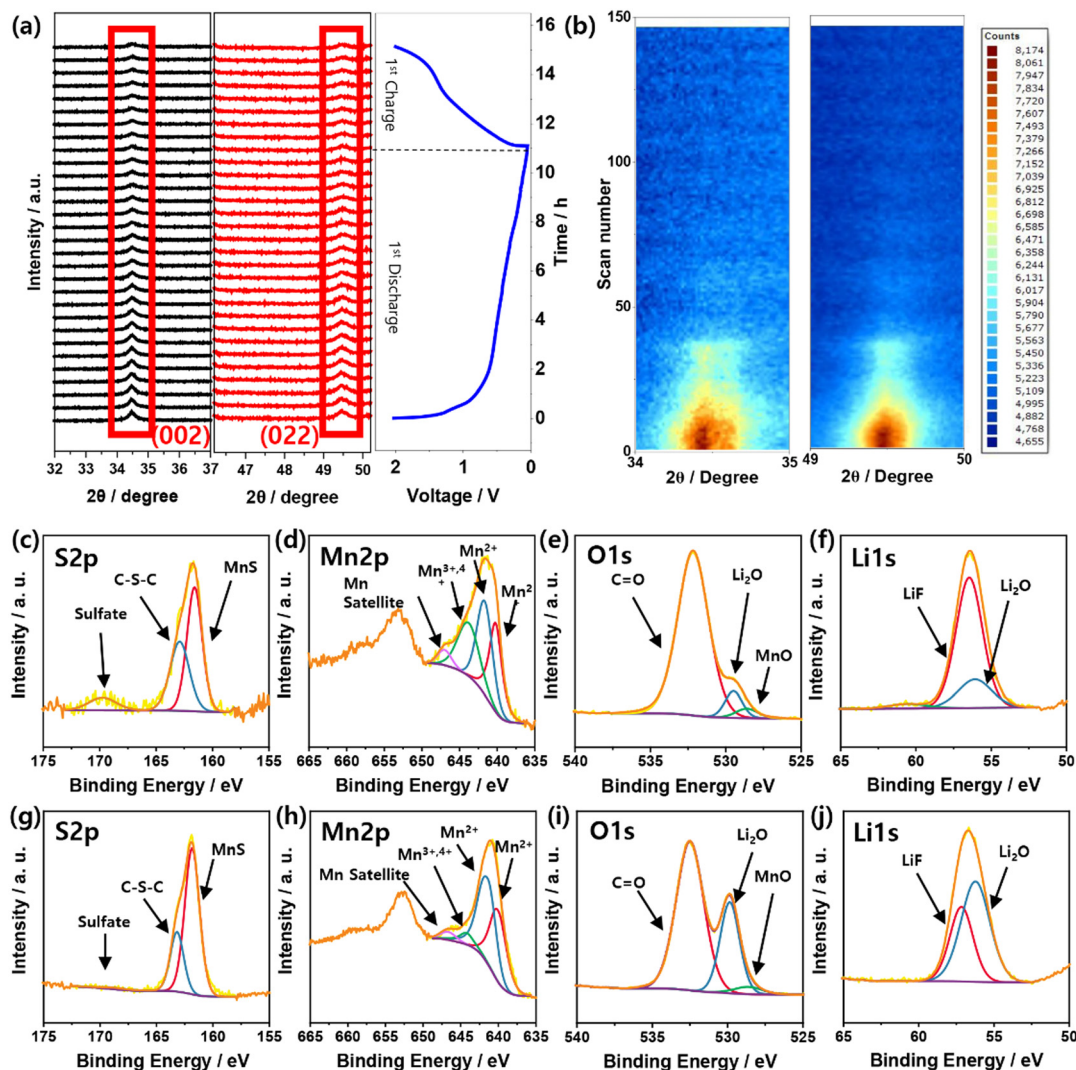 (a)
Intensity / a.u.
(002)
(022)
32 33 34 35 36 37
47 48 49 50
2θ / degree
2θ / degree
1st Charge
1st Discharge
2 1 0
Voltage / V
16
14
12
10
8
6
4
2
0
Time / h
(b)
Scan number
150
100
50
0
34 35
2θ / Degree
49 50
2θ / Degree
Counts
8,174
8,061
7,947
7,834
7,720
7,607
7,493
7,379
7,266
7,152
7,039
6,925
6,812
6,698
6,585
6,471
6,358
6,244
6,131
6,017
5,904
5,790
5,677
5,563
5,450
5,336
5,223
5,109
4,995
4,882
4,768
4,655
(c)
S2p
C-S-C
MnS
Sulfate
Intensity / a. u.
175 170 165 160 155
Binding Energy / eV
(d)
Mn2p
Mn2+
Mn3+,4
+
Mn
Satellite
Mn2
+
Intensity / a. u.
655 650 645 640 635
Binding Energy / eV
(e)
O1s
C=O
Li2O
MnO
Intensity / a. u.
540 535 530 525
Binding Energy / eV
(f)
Li1s
LiF
Li2O
Intensity / a. u.
65 60 55 50
Binding Energy / eV
(g)
S2p
MnS
C-S-C
Sulfate
Intensity / a. u.
175 170 165 160 155
Binding Energy / eV
(h)
Mn2p
Mn2+
Mn3+,4+
Mn2+
Mn Satellite
Intensity / a. u.
655 650 645 640 635
Binding Energy / eV
(i)
O1s
Li2O
C=O
MnO
Intensity / a. u.
540 535 530 525
Binding Energy / eV
(j)
Li1s
LiF
Li2O
Intensity / a. u.
65 60 55 50
Binding Energy / eV